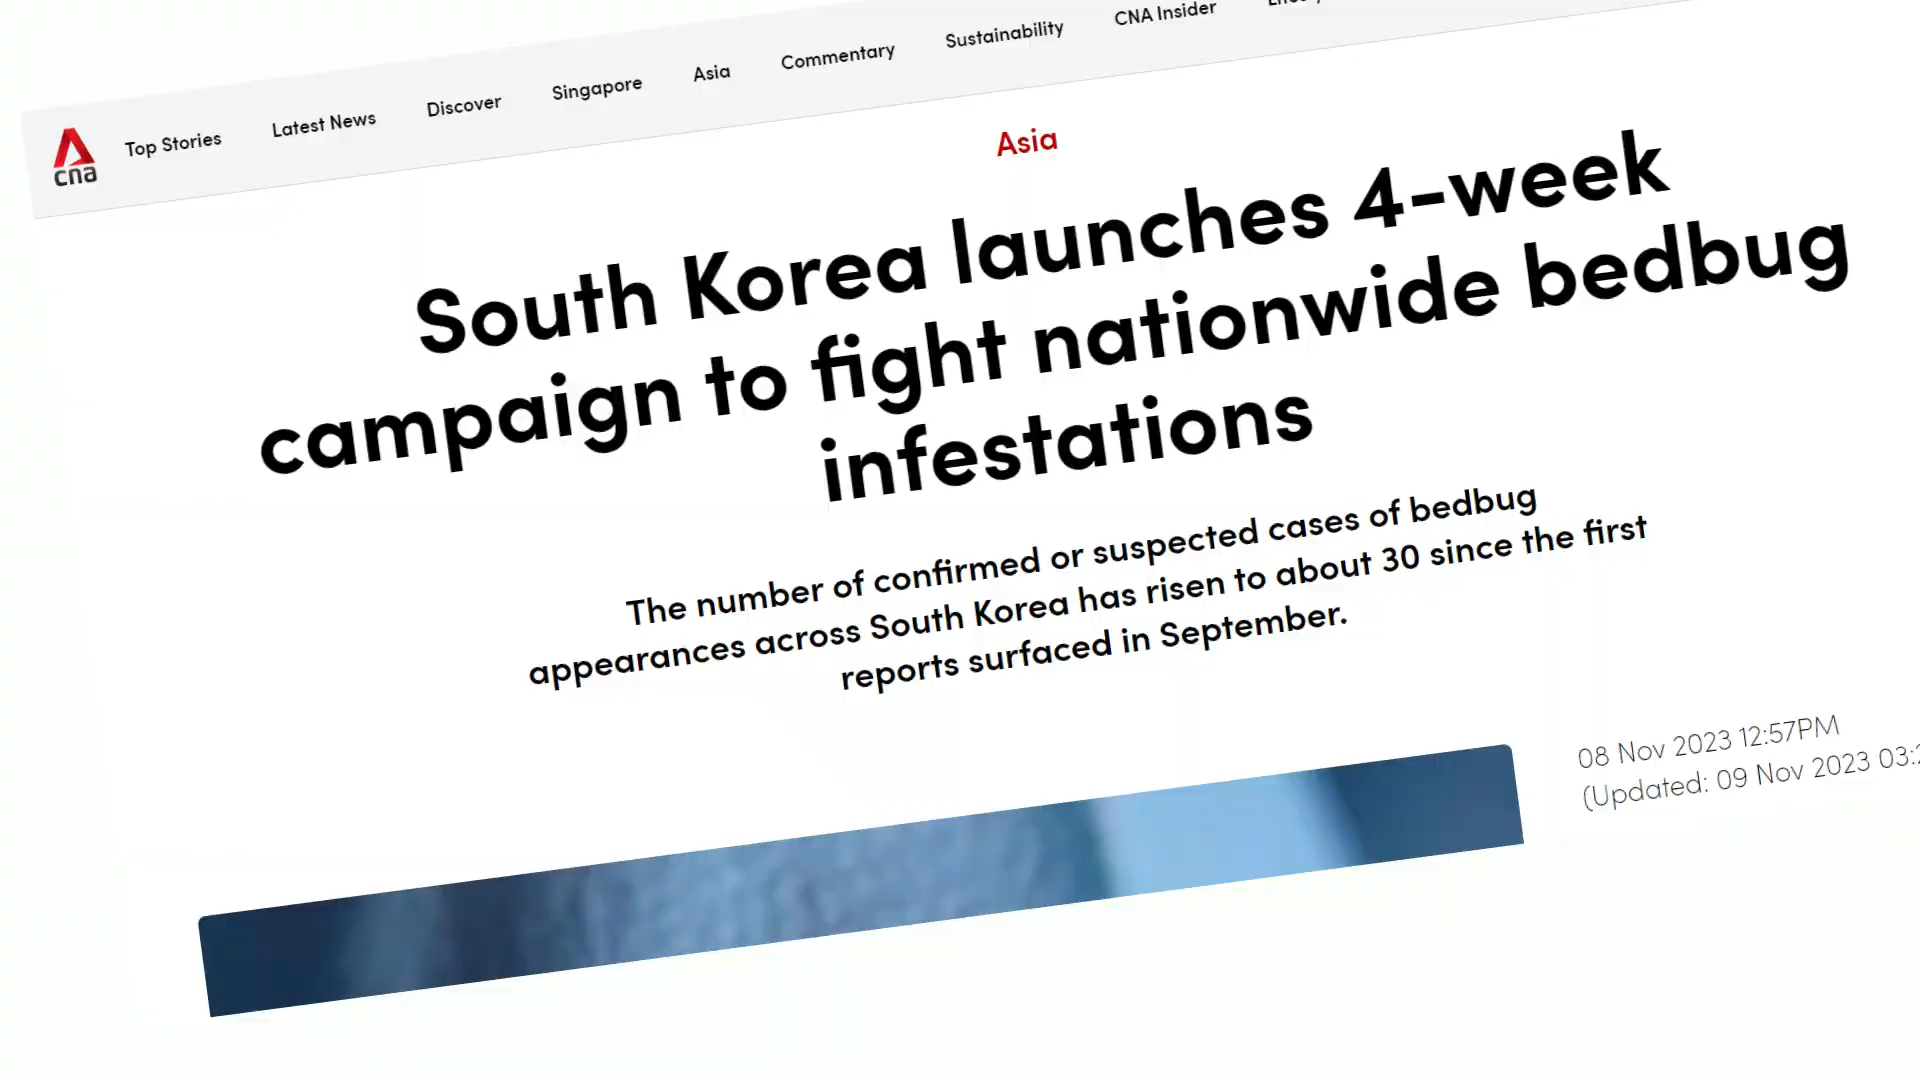 cna
Top Stories
Latest News
Discover
Singapore
Asia
Commentary
Sustainability
CNA Insider
Asia
South Korea launches 4-week
campaign to fight nationwide bedbug
infestations
The number of confirmed or suspected cases of bedbug
appearances across South Korea has risen to about 30 since the first
reports surfaced in September.
08 Nov 2023 12:57PM
(Updated: 09 Nov 2023